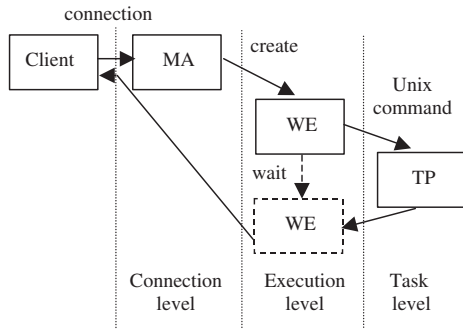 connection
Client
MA
create
Unix
command
WE
TP
wait
WE
Connection
level
Execution
level
Task
level